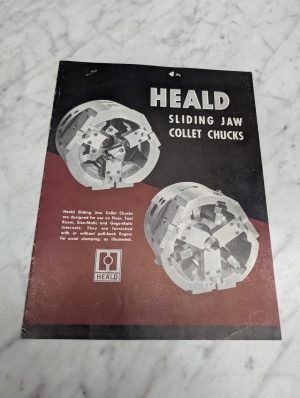 HEALD
SLIDING JAW
COLLET CHUCKS
Heald Sliding Jaw Collet Chucks
are designed for use on Plain, Tool
Room, Size-Matic and Gage-Matic
Internals. They are furnished
with or without pull-back fingers
for axial clamping, as illustrated.
HEALD